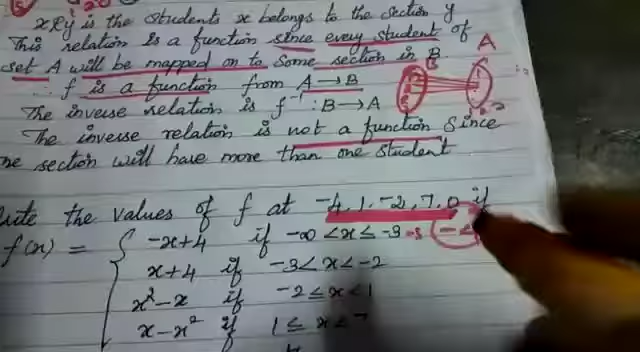 xRy is the students x belongs to the section y
This relation is a function since every student of
set A will be mapped on to some section in B
∴ f is a function from A → B
The inverse relation is f⁻¹ : B → A
The inverse relation is not a function since
one section will have more than one student
the values of f at -4, 1, -2, 7, 0 if
f(x) = { -x+4 if -∞ < x ≤ -3
x+4 if -3 < x < -2
x² - x if -2 ≤ x < 1
x - x² if 1 ≤ x < 7